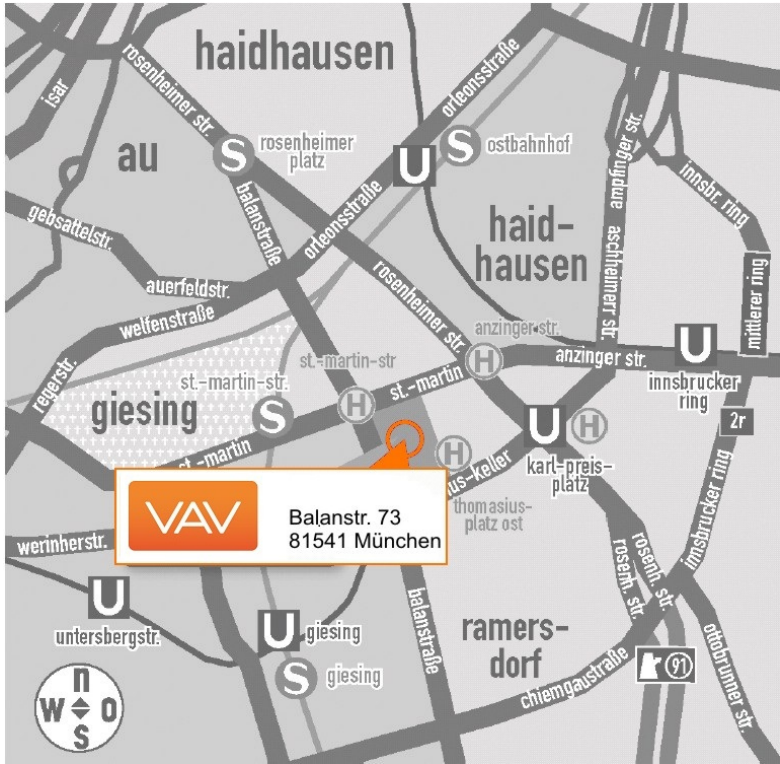 haidhausen
isar
rosenheimer str.
orleonsstraße
au
S
rosenheimer
platz
U
S
ostbahnhof
ampfinger str.
innsbr. ring
gebsattelstr.
balanstraße
orleonsstraße
haid-
hausen
aschheimerr str.
mittlerer ring
auerfeldstr.
welfenstraße
rosenheimer str.
anzinger str.
regerstr.
st.-martin-str.
st.-martin-str
H
anzinger str.
U
innsbrucker
ring
giesing
S
H
st.-martin
st.-martin
2r
U
H
karl-preis-
platz
H
us-keller
thomasius-
platz ost
VAV
Balanstr. 73
81541 München
werinherstr.
innsbrucker ring
rosenh. str.
rosenh. str.
U
untersbergstr.
U
giesing
S
giesing
balanstraße
ramers-
dorf
chiemgaustraße
91
ottobrunner str.
n
W O
S